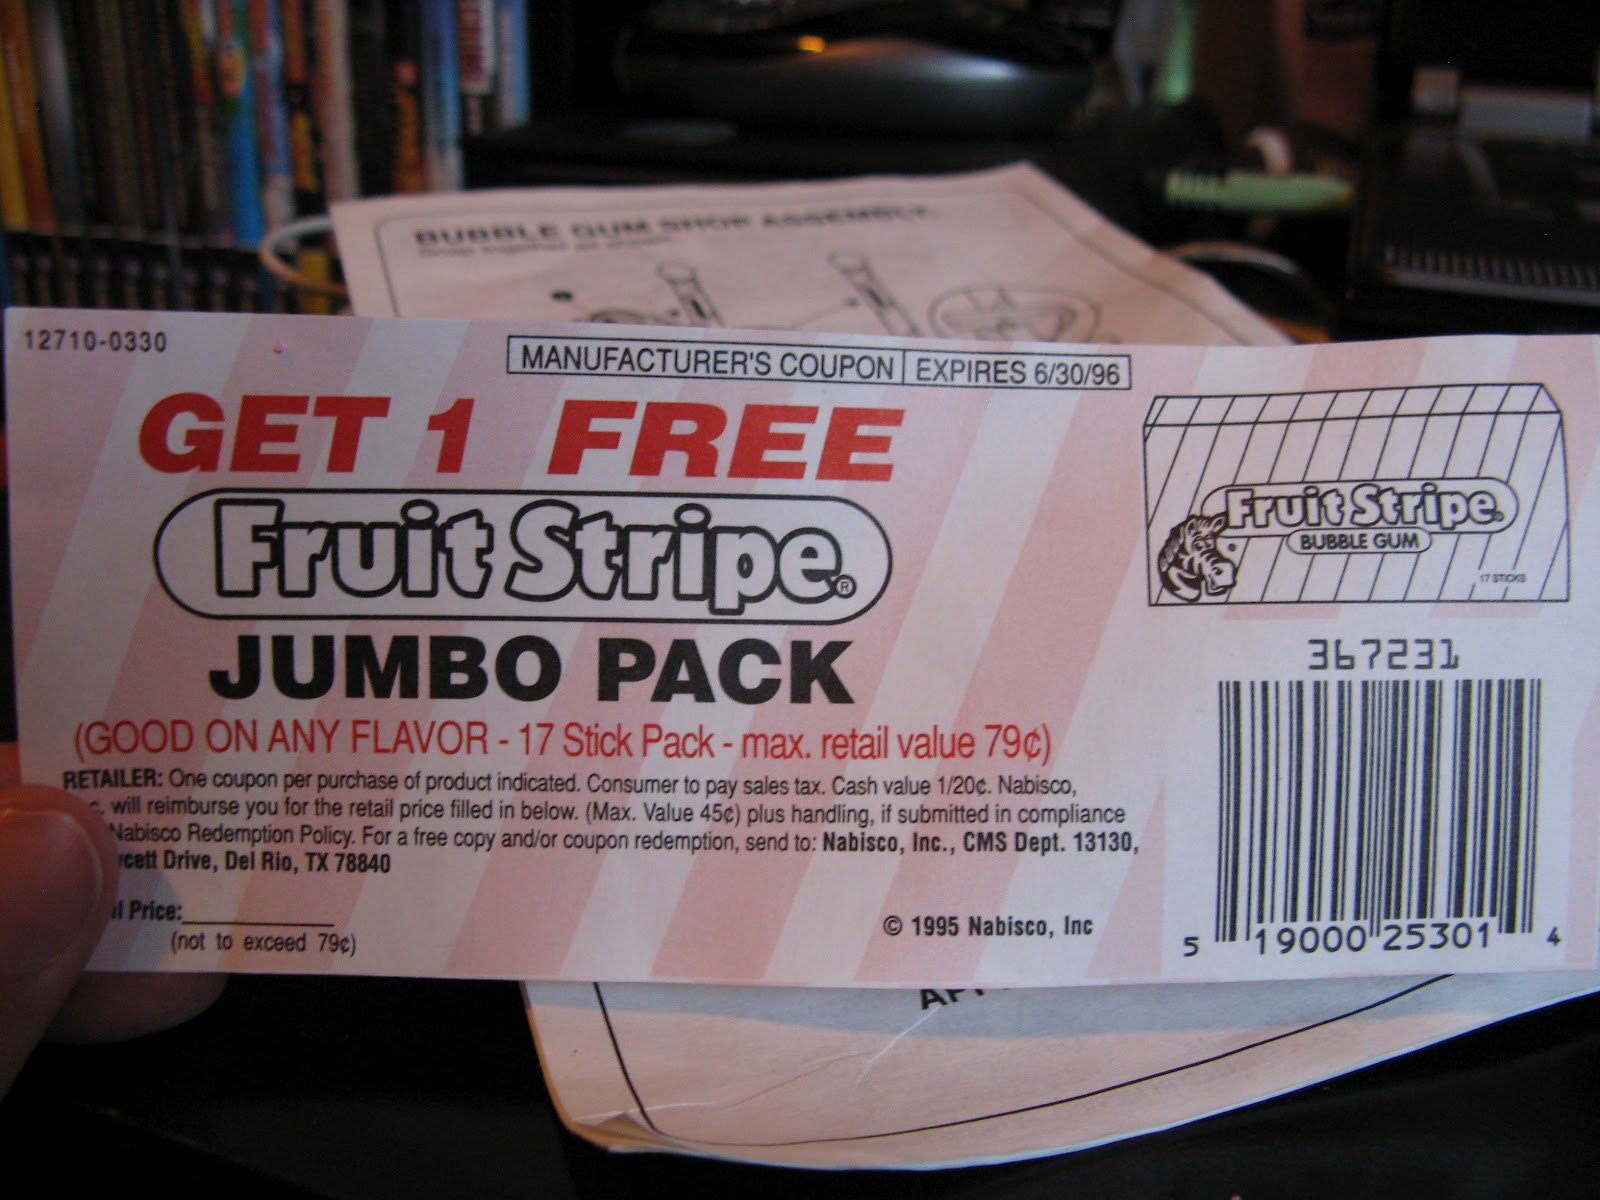 BUBBLE GUM SHOP ASSEMBLY.
Snap together as shown.
12710-0330
MANUFACTURER'S COUPON EXPIRES 6/30/96
GET 1 FREE
Fruit Stripe®
JUMBO PACK
(GOOD ON ANY FLAVOR - 17 Stick Pack - max. retail value 79¢)
RETAILER: One coupon per purchase of product indicated. Consumer to pay sales tax. Cash value 1/20¢. Nabisco,
will reimburse you for the retail price filled in below. (Max. Value 45¢) plus handling, if submitted in compliance
Nabisco Redemption Policy. For a free copy and/or coupon redemption, send to: Nabisco, Inc., CMS Dept. 13130,
Drive, Del Rio, TX 78840
Price:
(not to exceed 79¢)
© 1995 Nabisco, Inc
Fruit Stripe®
BUBBLE GUM
17 STICKS
367231
5 19000 25301 4